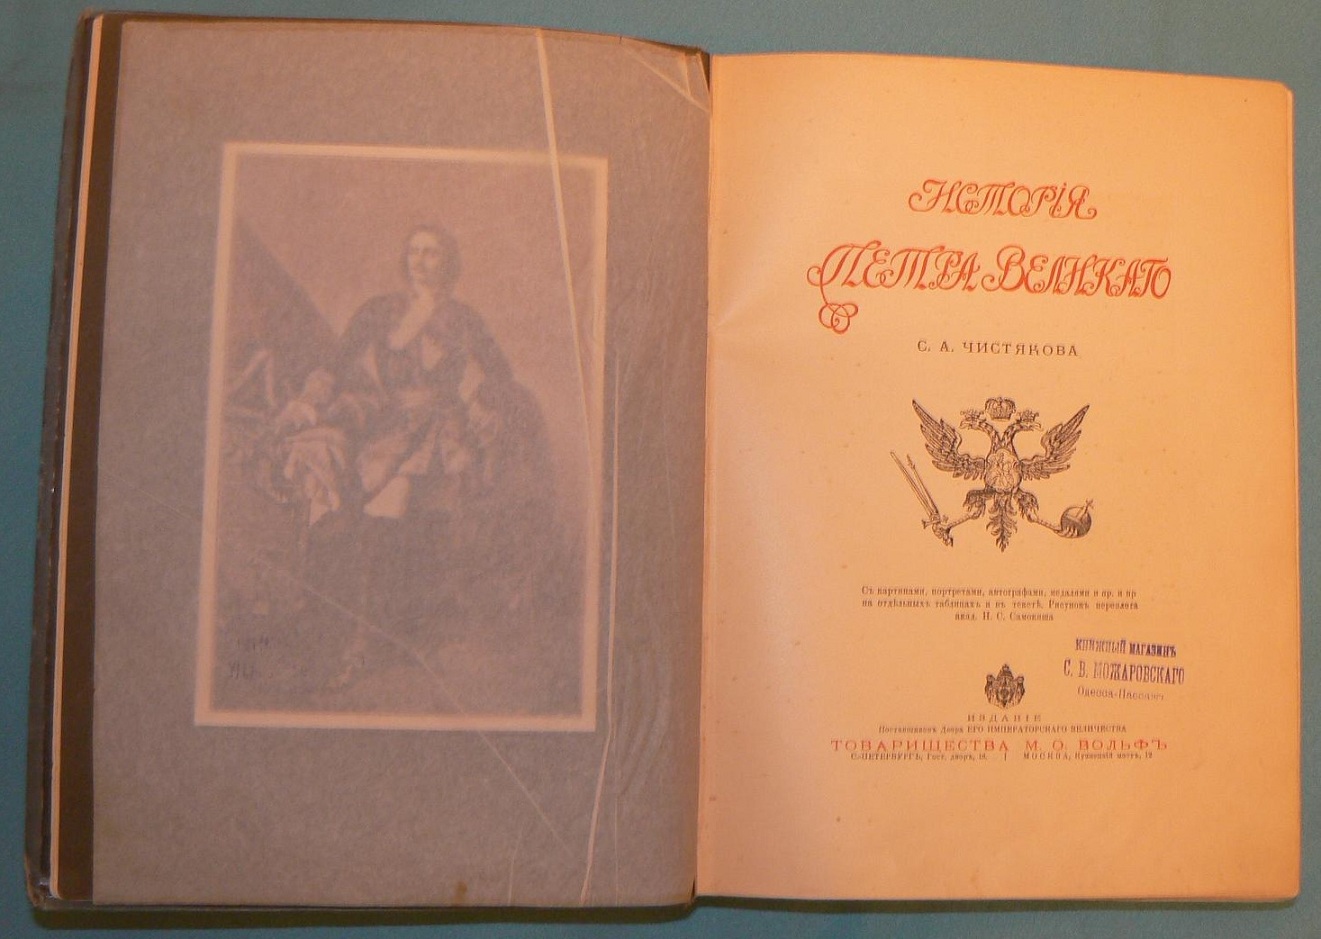 Исторія
Петра Великаго
С. А. ЧИСТЯКОВА
Съ картинами, портретами, автографами, медалями и пр. и пр
на отдѣльныхъ таблицахъ и въ текстѣ. Рисунокъ переплета
акад. Н. С. Самокиша
КНИЖНЫЙ МАГАЗИНЪ
С. В. МОЖАРОВСКАГО
Одесса-Пассажъ
ИЗДАНІЕ
Поставщиковъ Двора ЕГО ИМПЕРАТОРСКАГО ВЕЛИЧЕСТВА
ТОВАРИЩЕСТВА М. О. ВОЛЬФЪ
С.-ПЕТЕРБУРГЪ, Гост. дворъ, 18. | МОСКВА, Кузнецкій мостъ, 12